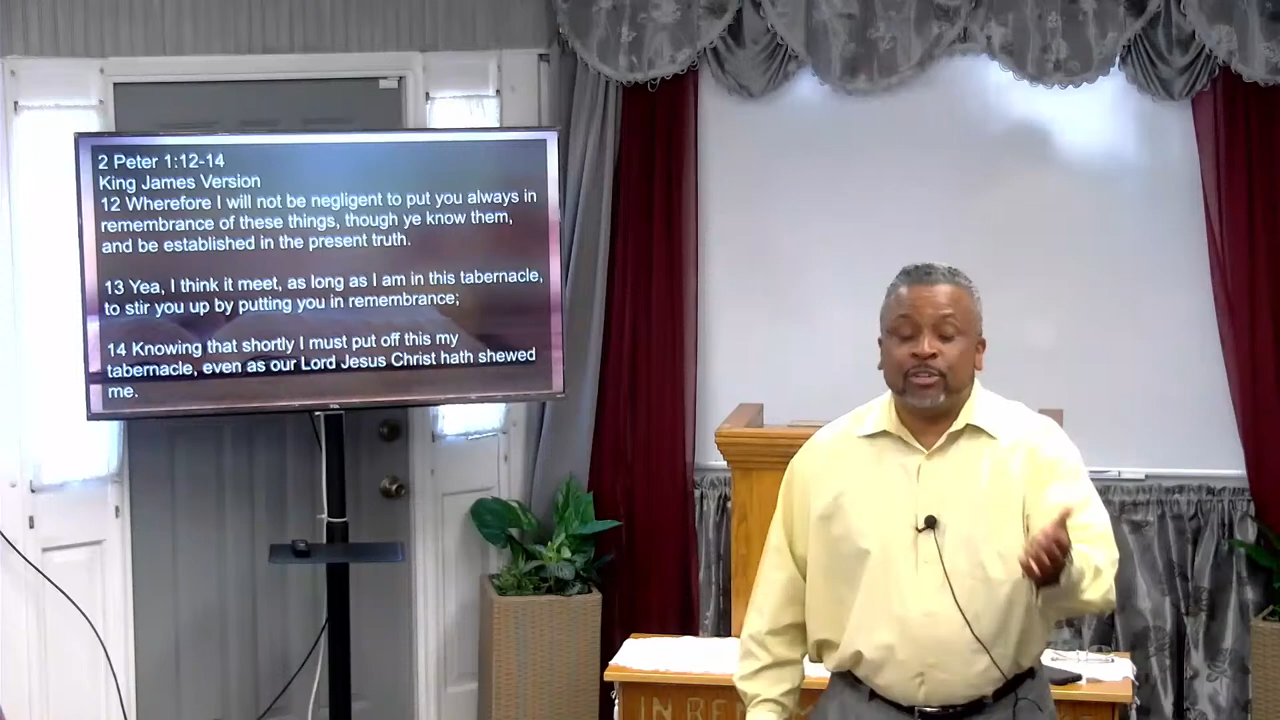 2 Peter 1:12-14
King James Version
12 Wherefore I will not be negligent to put you always in
remembrance of these things, though ye know them,
and be established in the present truth.
13 Yea, I think it meet, as long as I am in this tabernacle,
to stir you up by putting you in remembrance;
14 Knowing that shortly I must put off this my
tabernacle, even as our Lord Jesus Christ hath shewed
me.
IN